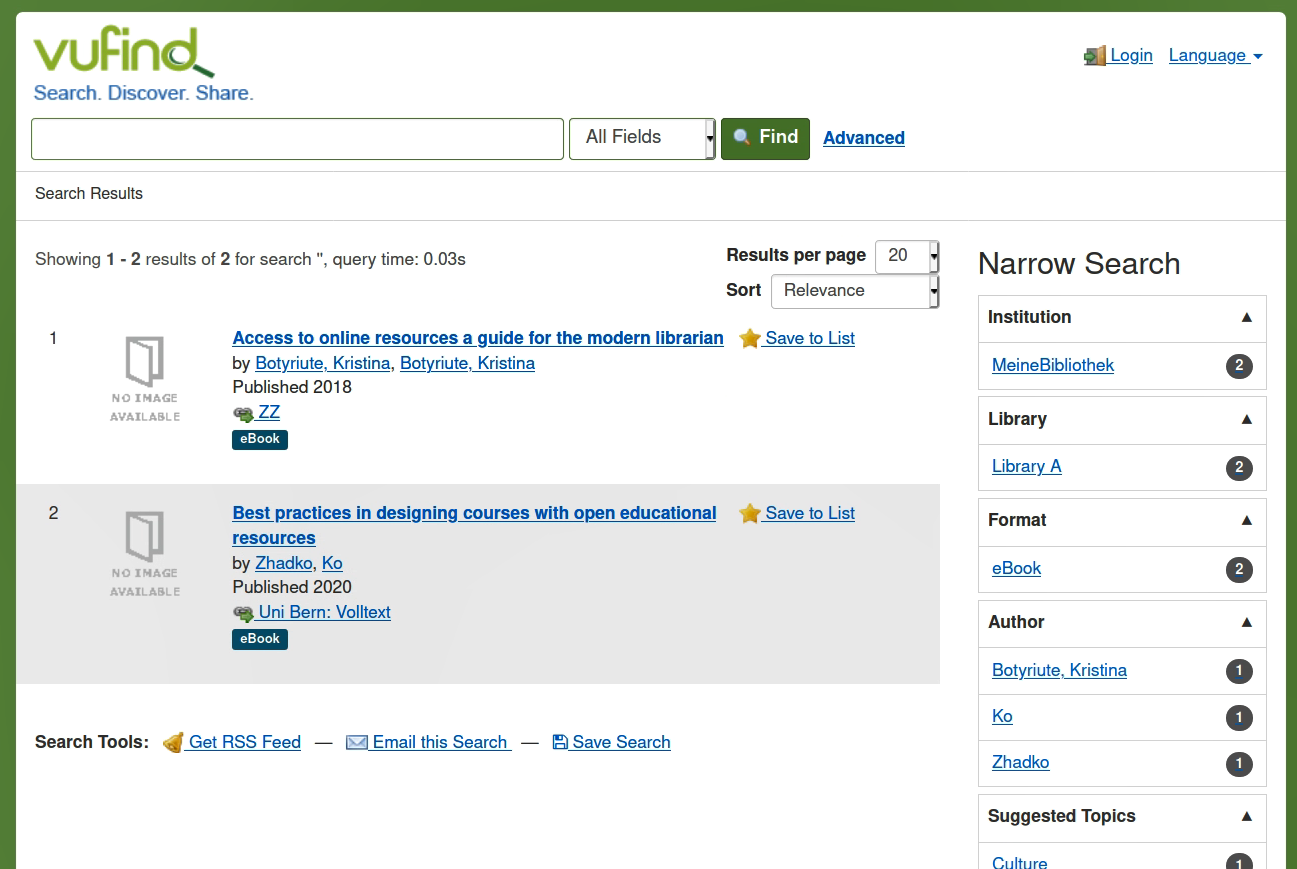 vufind
Search. Discover. Share.
Login Language
All Fields Find Advanced
Search Results
Showing 1 - 2 results of 2 for search '', query time: 0.03s
Results per page 20
Sort Relevance
1
NO IMAGE
AVAILABLE
Access to online resources a guide for the modern librarian
by Botyriute, Kristina, Botyriute, Kristina
Published 2018
ZZ
eBook
Save to List
2
NO IMAGE
AVAILABLE
Best practices in designing courses with open educational
resources
by Zhadko, Ko
Published 2020
Uni Bern: Volltext
eBook
Save to List
Search Tools: Get RSS Feed — Email this Search — Save Search
Narrow Search
Institution
MeineBibliothek 2
Library
Library A 2
Format
eBook 2
Author
Botyriute, Kristina 1
Ko 1
Zhadko 1
Suggested Topics
Culture 1